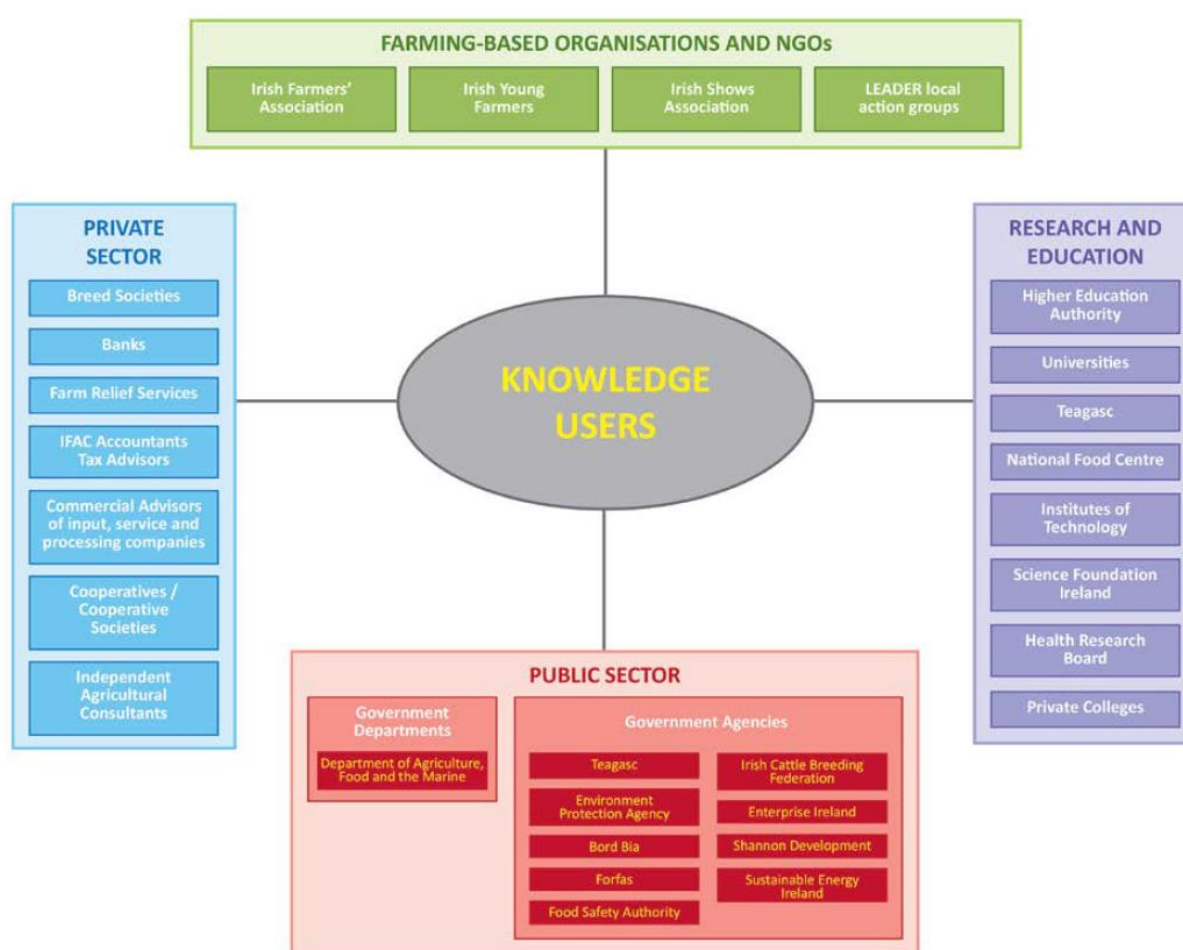 FARMING-BASED ORGANISATIONS AND NGOs
Irish Farmers'
Association
Irish Young
Farmers
Irish Shows
Association
LEADER local
action groups
PRIVATE
SECTOR
Breed Societies
Banks
Farm Relief Services
IFAC Accountants
Tax Advisors
Commercial Advisors
of input, service and
processing companies
Cooperatives /
Cooperative
Societies
Independent
Agricultural
Consultants
KNOWLEDGE
USERS
RESEARCH AND
EDUCATION
Higher Education
Authority
Universities
Teagasc
National Food Centre
Institutes of
Technology
Science Foundation
Ireland
Health Research
Board
Private Colleges
PUBLIC SECTOR
Government
Departments
Department of Agriculture,
Food and the Marine
Government Agencies
Teagasc
Environment
Protection Agency
Bord Bia
Forfas
Food Safety Authority
Irish Cattle Breeding
Federation
Enterprise Ireland
Shannon Development
Sustainable Energy
Ireland